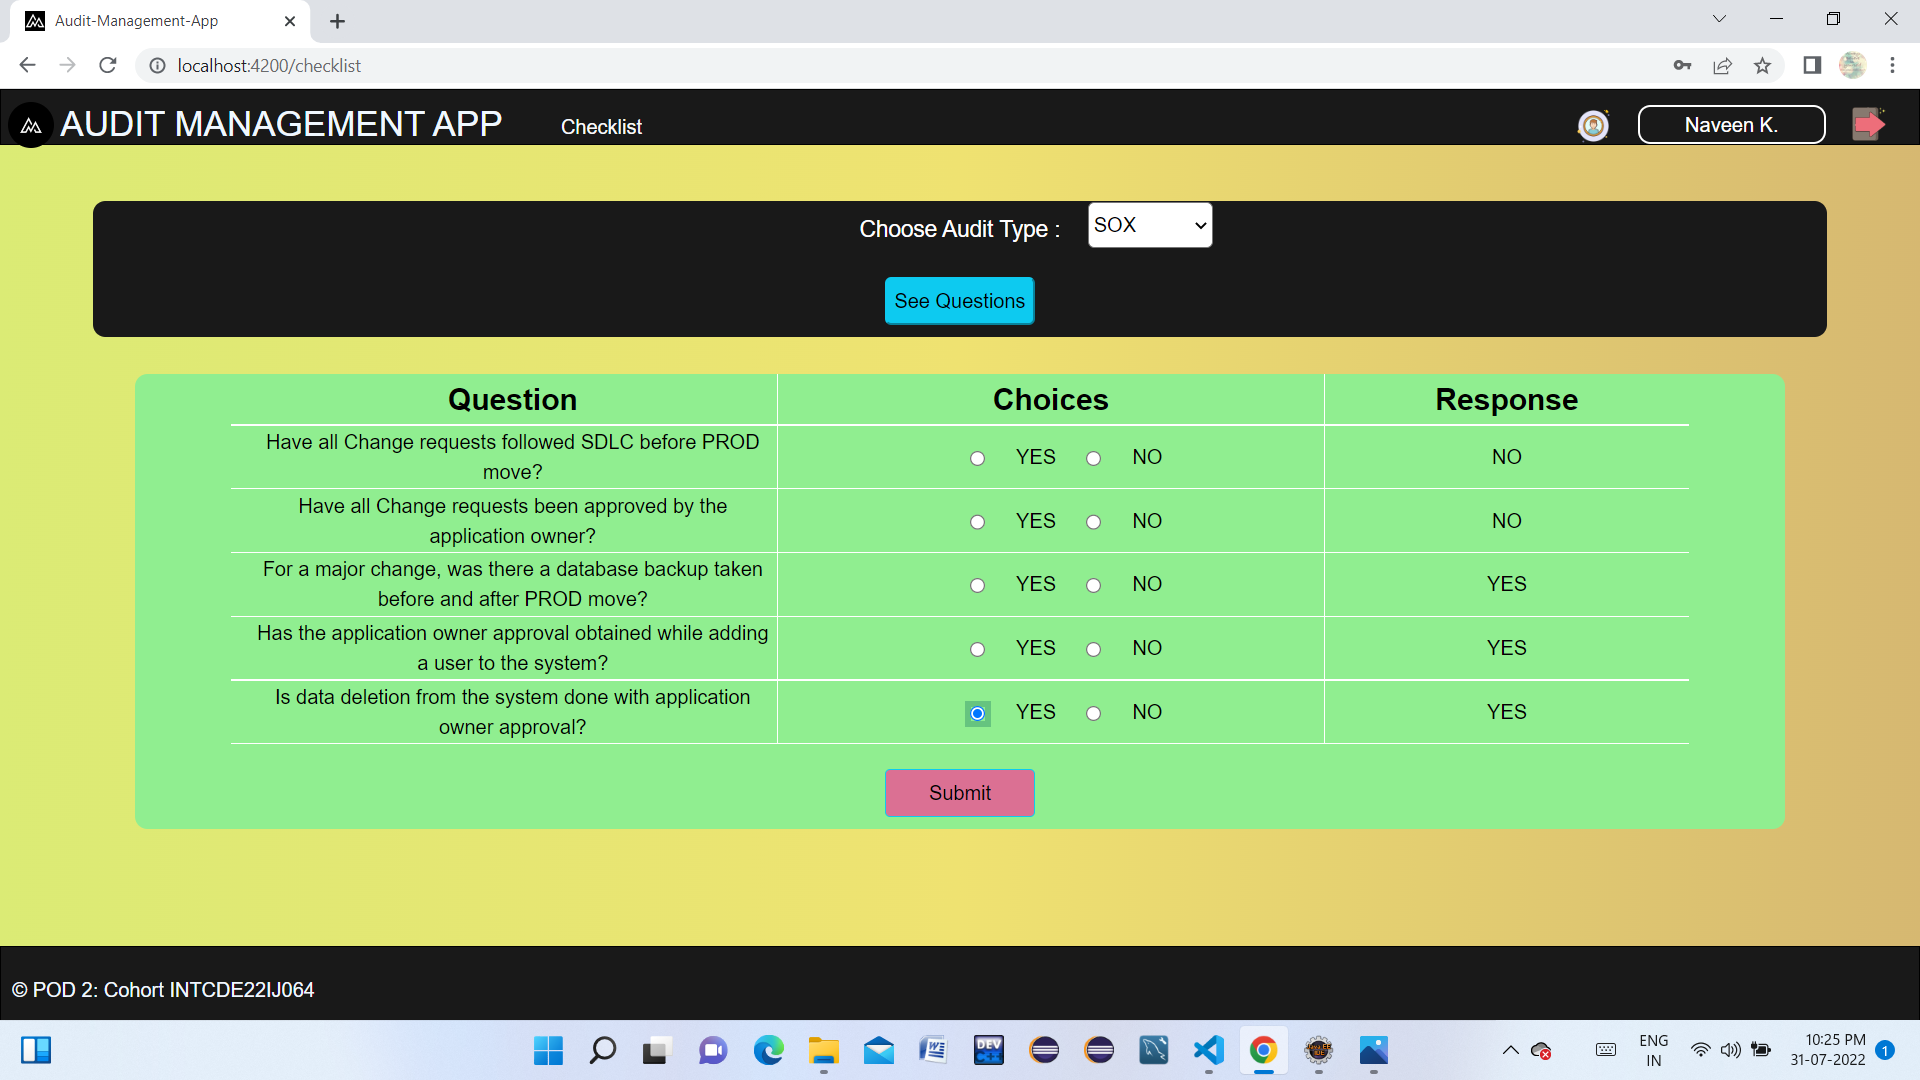 Audit-Management-App
localhost:4200/checklist
AUDIT MANAGEMENT APP
Checklist
Naveen K.
Choose Audit Type :
SOX
See Questions
Question Choices Response
Have all Change requests followed SDLC before PROD
move?
YES NO NO
Have all Change requests been approved by the
application owner?
YES NO NO
For a major change, was there a database backup taken
before and after PROD move?
YES NO YES
Has the application owner approval obtained while adding
a user to the system?
YES NO YES
Is data deletion from the system done with application
owner approval?
YES NO YES
Submit
© POD 2: Cohort INTCDE22IJ064
DEV
C++
ENG
IN
10:25 PM
31-07-2022
1